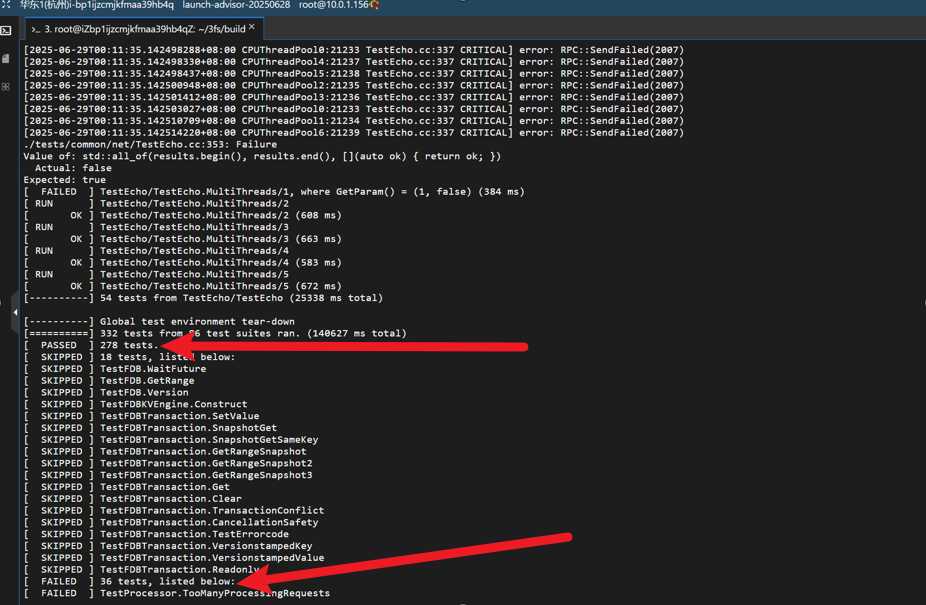 华东1(杭州)i-bp1ijzcmjkfmaa39hb4q launch-advisor-20250628 root@10.0.1.156
>_ 3. root@iZbp1ijzcmjkfmaa39hb4qZ: ~/3fs/build ×
[2025-06-29T00:11:35.142498288+08:00 CPUThreadPool0:21233 TestEcho.cc:337 CRITICAL] error: RPC::SendFailed(2007)
[2025-06-29T00:11:35.142498330+08:00 CPUThreadPool4:21237 TestEcho.cc:337 CRITICAL] error: RPC::SendFailed(2007)
[2025-06-29T00:11:35.142498437+08:00 CPUThreadPool5:21238 TestEcho.cc:337 CRITICAL] error: RPC::SendFailed(2007)
[2025-06-29T00:11:35.142500948+08:00 CPUThreadPool2:21235 TestEcho.cc:337 CRITICAL] error: RPC::SendFailed(2007)
[2025-06-29T00:11:35.142501412+08:00 CPUThreadPool3:21236 TestEcho.cc:337 CRITICAL] error: RPC::SendFailed(2007)
[2025-06-29T00:11:35.142503027+08:00 CPUThreadPool7:21240 TestEcho.cc:337 CRITICAL] error: RPC::SendFailed(2007)
[2025-06-29T00:11:35.142510709+08:00 CPUThreadPool1:21234 TestEcho.cc:337 CRITICAL] error: RPC::SendFailed(2007)
[2025-06-29T00:11:35.142514220+08:00 CPUThreadPool6:21239 TestEcho.cc:337 CRITICAL] error: RPC::SendFailed(2007)
./tests/common/net/TestEcho.cc:353: Failure
Value of: std::all_of(results.begin(), results.end(), [](auto ok) { return ok; })
  Actual: false
Expected: true
[  FAILED  ] TestEcho/TestEcho.MultiThreads/1, where GetParam() = (1, false) (384 ms)
[ RUN      ] TestEcho/TestEcho.MultiThreads/2
[       OK ] TestEcho/TestEcho.MultiThreads/2 (608 ms)
[ RUN      ] TestEcho/TestEcho.MultiThreads/3
[       OK ] TestEcho/TestEcho.MultiThreads/3 (663 ms)
[ RUN      ] TestEcho/TestEcho.MultiThreads/4
[       OK ] TestEcho/TestEcho.MultiThreads/4 (583 ms)
[ RUN      ] TestEcho/TestEcho.MultiThreads/5
[       OK ] TestEcho/TestEcho.MultiThreads/5 (672 ms)
[----------] 54 tests from TestEcho/TestEcho (25338 ms total)
[----------] Global test environment tear-down
[==========] 332 tests from 86 test suites ran. (140627 ms total)
[  PASSED  ] 278 tests.
[  SKIPPED ] 18 tests, listed below:
[  SKIPPED ] TestFDB.WaitFuture
[  SKIPPED ] TestFDB.GetRange
[  SKIPPED ] TestFDB.Version
[  SKIPPED ] TestFDBKVEngine.Construct
[  SKIPPED ] TestFDBTransaction.SetValue
[  SKIPPED ] TestFDBTransaction.SnapshotGet
[  SKIPPED ] TestFDBTransaction.SnapshotGetSameKey
[  SKIPPED ] TestFDBTransaction.GetRangeSnapshot
[  SKIPPED ] TestFDBTransaction.GetRangeSnapshot2
[  SKIPPED ] TestFDBTransaction.GetRangeSnapshot3
[  SKIPPED ] TestFDBTransaction.Get
[  SKIPPED ] TestFDBTransaction.Clear
[  SKIPPED ] TestFDBTransaction.TransactionConflict
[  SKIPPED ] TestFDBTransaction.CancellationSafety
[  SKIPPED ] TestFDBTransaction.TestErrorcode
[  SKIPPED ] TestFDBTransaction.VersionstampedKey
[  SKIPPED ] TestFDBTransaction.VersionstampedValue
[  SKIPPED ] TestFDBTransaction.Readonly
[  FAILED  ] 36 tests, listed below:
[  FAILED  ] TestProcessor.TooManyProcessingRequests